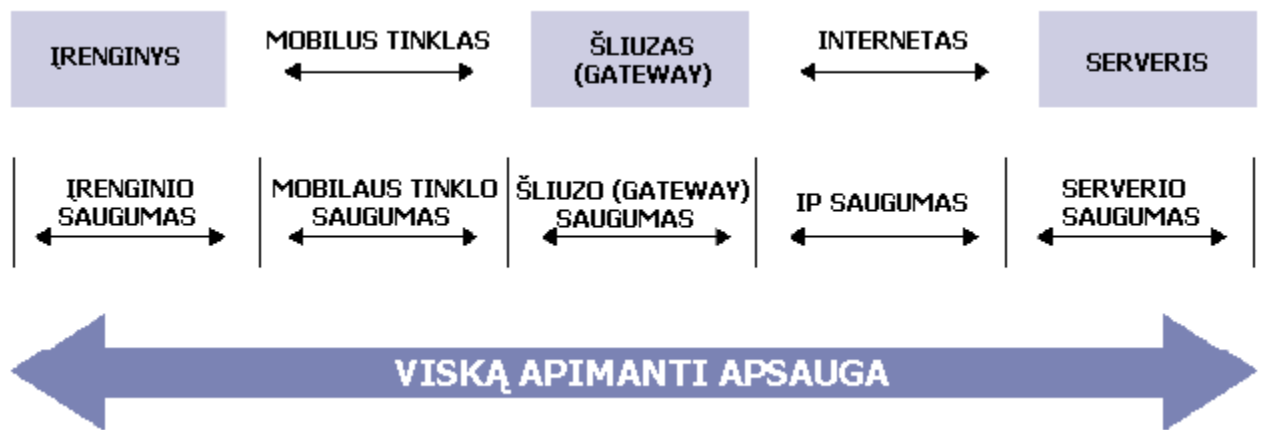 ĮRENGINYS
MOBILUS TINKLAS
ŠLIUZAS
(GATEWAY)
INTERNETAS
SERVERIS
ĮRENGINIO
SAUGUMAS
MOBILAUS TINKLO
SAUGUMAS
ŠLIUZO (GATEWAY)
SAUGUMAS
IP SAUGUMAS
SERVERIO
SAUGUMAS
VISKĄ APIMANTI APSAUGA